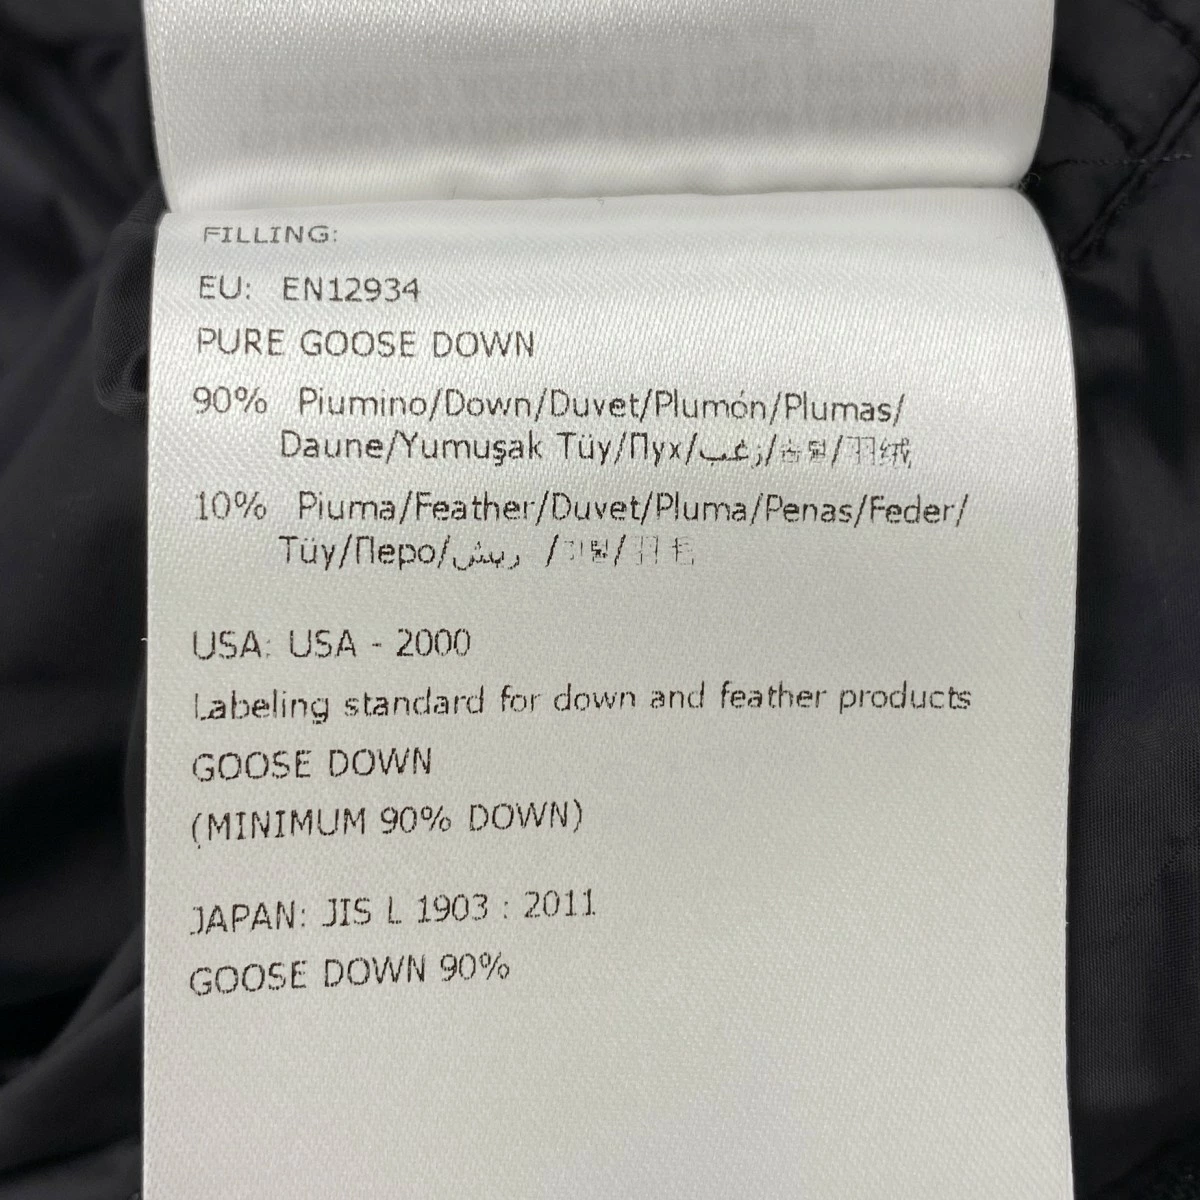 FILLING:
EU: EN12934
PURE GOOSE DOWN
90% Piumino/Down/Duvet/Plumón/Plumas/
Daune/Yumuşak Tüy/Пух/زغب/솜털/羽绒
10% Piuma/Feather/Duvet/Pluma/Penas/Feder/
Tüy/Перо/ريش /깃털/羽毛
USA: USA - 2000
Labeling standard for down and feather products
GOOSE DOWN
(MINIMUM 90% DOWN)
JAPAN: JIS L 1903 : 2011
GOOSE DOWN 90%